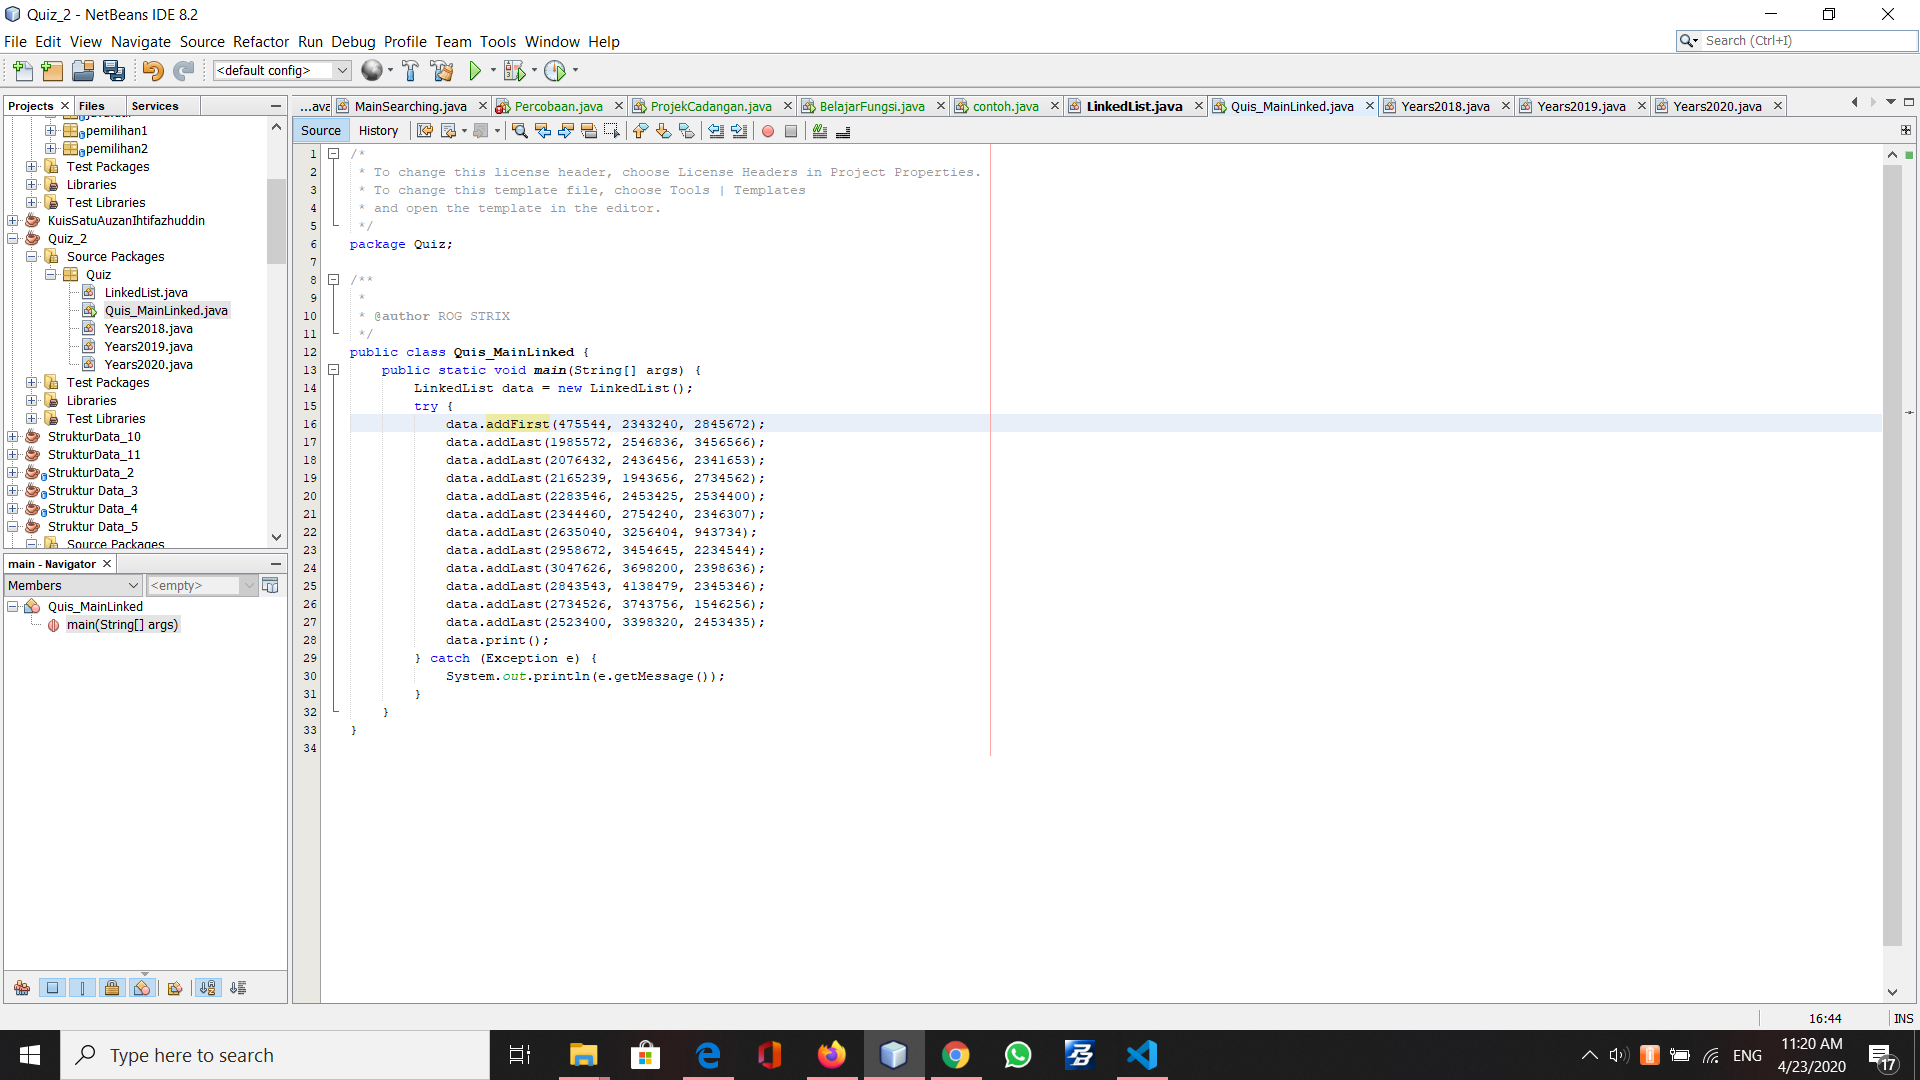 Quiz_2 - NetBeans IDE 8.2
File Edit View Navigate Source Refactor Run Debug Profile Team Tools Window Help
Search (Ctrl+I)
<default config>
Projects
Files
Services
...ava
MainSearching.java
Percobaan.java
ProjekCadangan.java
BelajarFungsi.java
contoh.java
LinkedList.java
Quis_MainLinked.java
Years2018.java
Years2019.java
Years2020.java
Source
History
pemilihan1
pemilihan2
Test Packages
Libraries
Test Libraries
KuisSatuAuzanIhtifazhuddin
Quiz_2
Source Packages
Quiz
LinkedList.java
Quis_MainLinked.java
Years2018.java
Years2019.java
Years2020.java
Test Packages
Libraries
Test Libraries
StrukturData_10
StrukturData_11
StrukturData_2
Struktur Data_3
Struktur Data_4
Struktur Data_5
Source Packages
main - Navigator
Members
<empty>
Quis_MainLinked
main(String[] args)
1 /*
2 * To change this license header, choose License Headers in Project Properties.
3 * To change this template file, choose Tools | Templates
4 * and open the template in the editor.
5 */
6 package Quiz;
7
8 /**
9 *
10 * @author ROG STRIX
11 */
12 public class Quis_MainLinked {
13 public static void main(String[] args) {
14 LinkedList data = new LinkedList();
15 try {
16 data.addFirst(475544, 2343240, 2845672);
17 data.addLast(1985572, 2546836, 3456566);
18 data.addLast(2076432, 2436456, 2341653);
19 data.addLast(2165239, 1943656, 2734562);
20 data.addLast(2283546, 2453425, 2534400);
21 data.addLast(2344460, 2754240, 2346307);
22 data.addLast(2635040, 3256404, 943734);
23 data.addLast(2958672, 3454645, 2234544);
24 data.addLast(3047626, 3698200, 2398636);
25 data.addLast(2843543, 4138479, 2345346);
26 data.addLast(2734526, 3743756, 1546256);
27 data.addLast(2523400, 3398320, 2453435);
28 data.print();
29 } catch (Exception e) {
30 System.out.println(e.getMessage());
31 }
32 }
33 }
34
16:44
INS
Type here to search
ENG
11:20 AM
4/23/2020
17